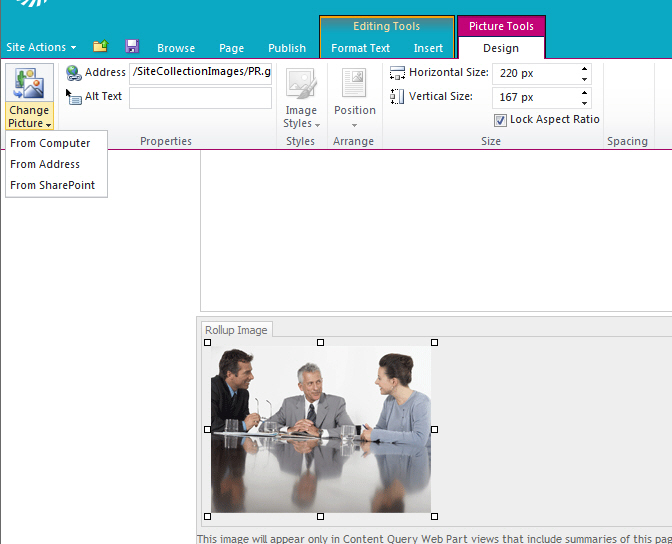 Editing Tools Picture Tools
Site Actions Browse Page Publish Format Text Insert Design
Change Picture
From Computer
From Address
From SharePoint
Address /SiteCollectionImages/PR.g
Alt Text
Properties
Image Styles
Styles
Position
Arrange
Horizontal Size: 220 px
Vertical Size: 167 px
Lock Aspect Ratio
Size
Spacing
Rollup Image
This image will appear only in Content Query Web Part views that include summaries of this pa